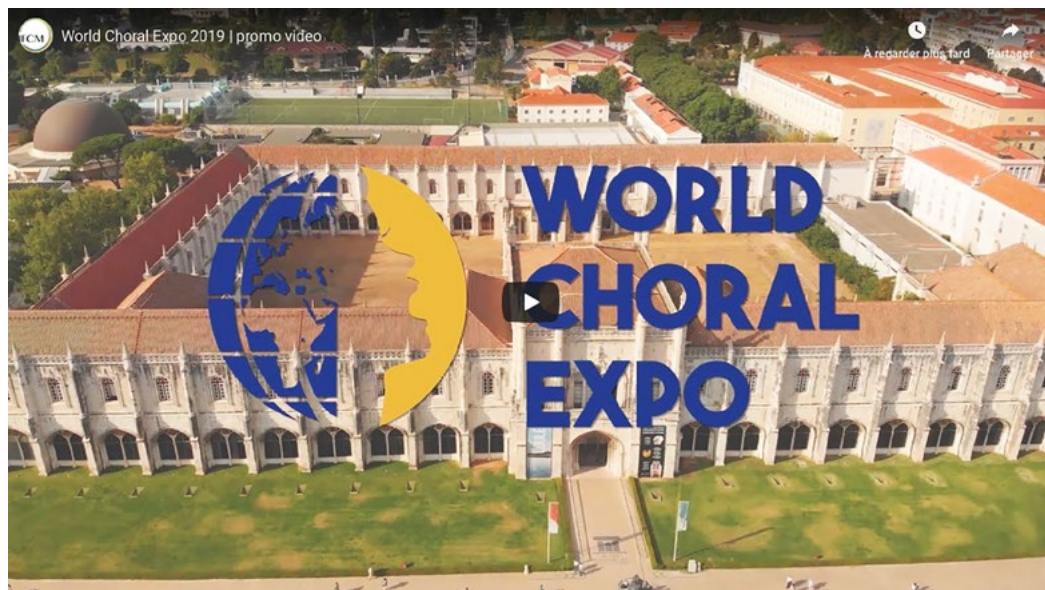 IFCM
World Choral Expo 2019 | promo video
À regarder plus tard
Partager
WORLD
CHORAL
EXPO